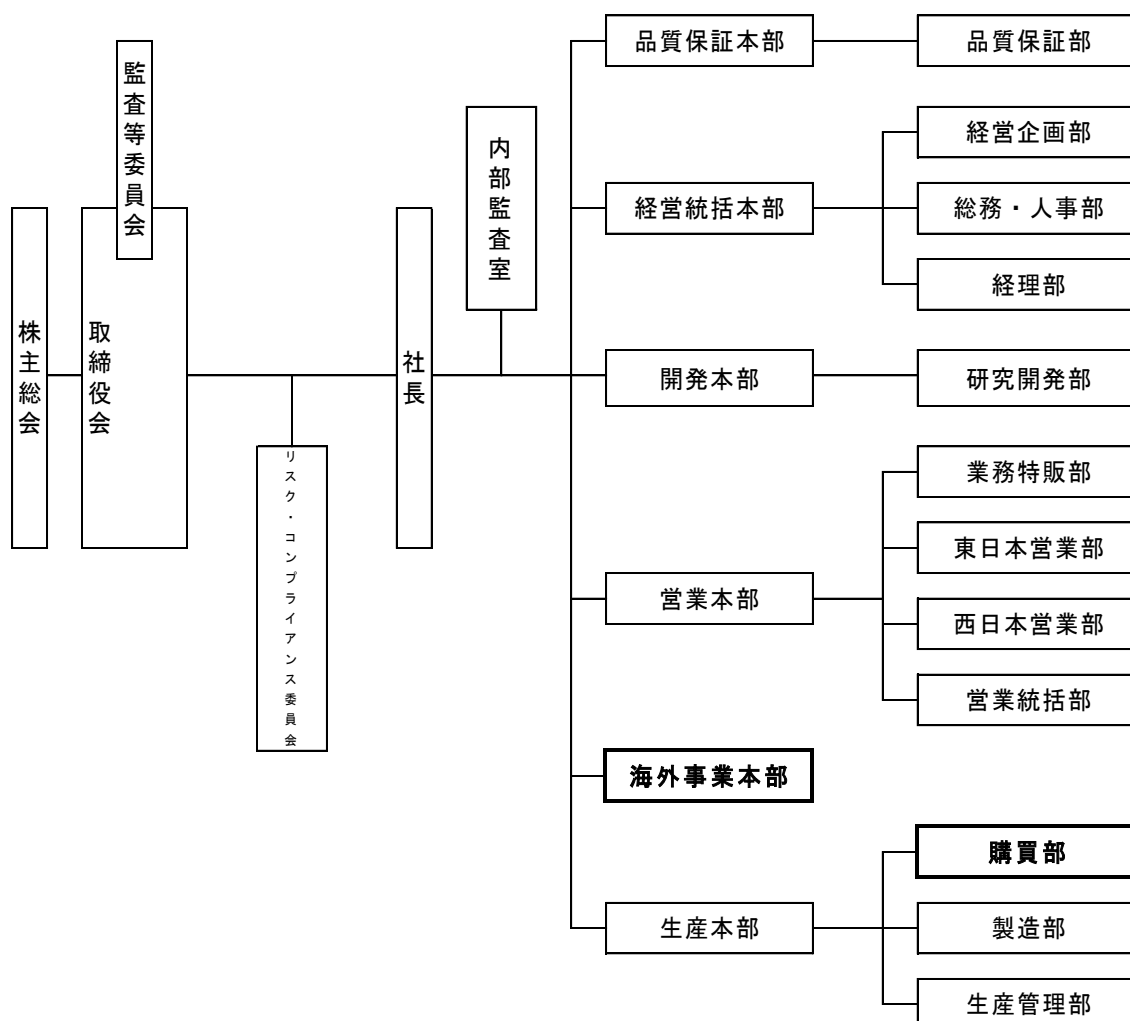 株主総会
取締役会
監査等委員会
リスク・コンプライアンス委員会
社長
内部監査室
品質保証本部
品質保証部
経営統括本部
経営企画部
総務・人事部
経理部
開発本部
研究開発部
営業本部
業務特販部
東日本営業部
西日本営業部
営業統括部
海外事業本部
生産本部
購買部
製造部
生産管理部